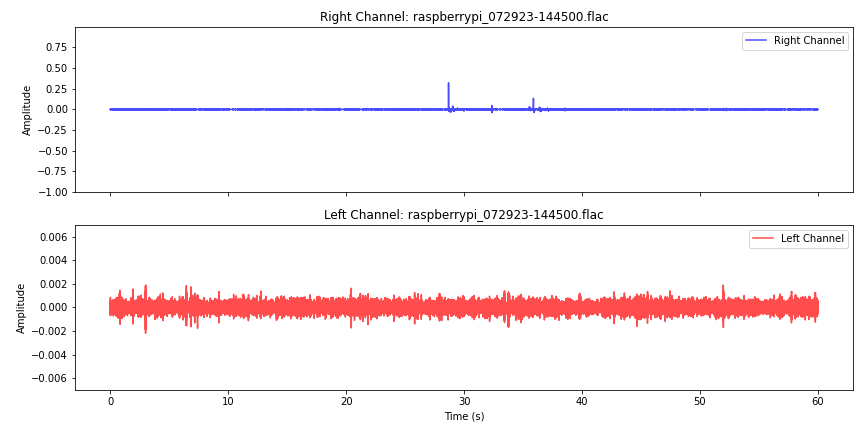 Right Channel: raspberrypi_072923-144500.flac
Right Channel
Amplitude
0.75
0.50
0.25
0.00
−0.25
−0.50
−0.75
−1.00
Left Channel: raspberrypi_072923-144500.flac
Left Channel
Amplitude
0.006
0.004
0.002
0.000
−0.002
−0.004
−0.006
0 10 20 30 40 50 60
Time (s)